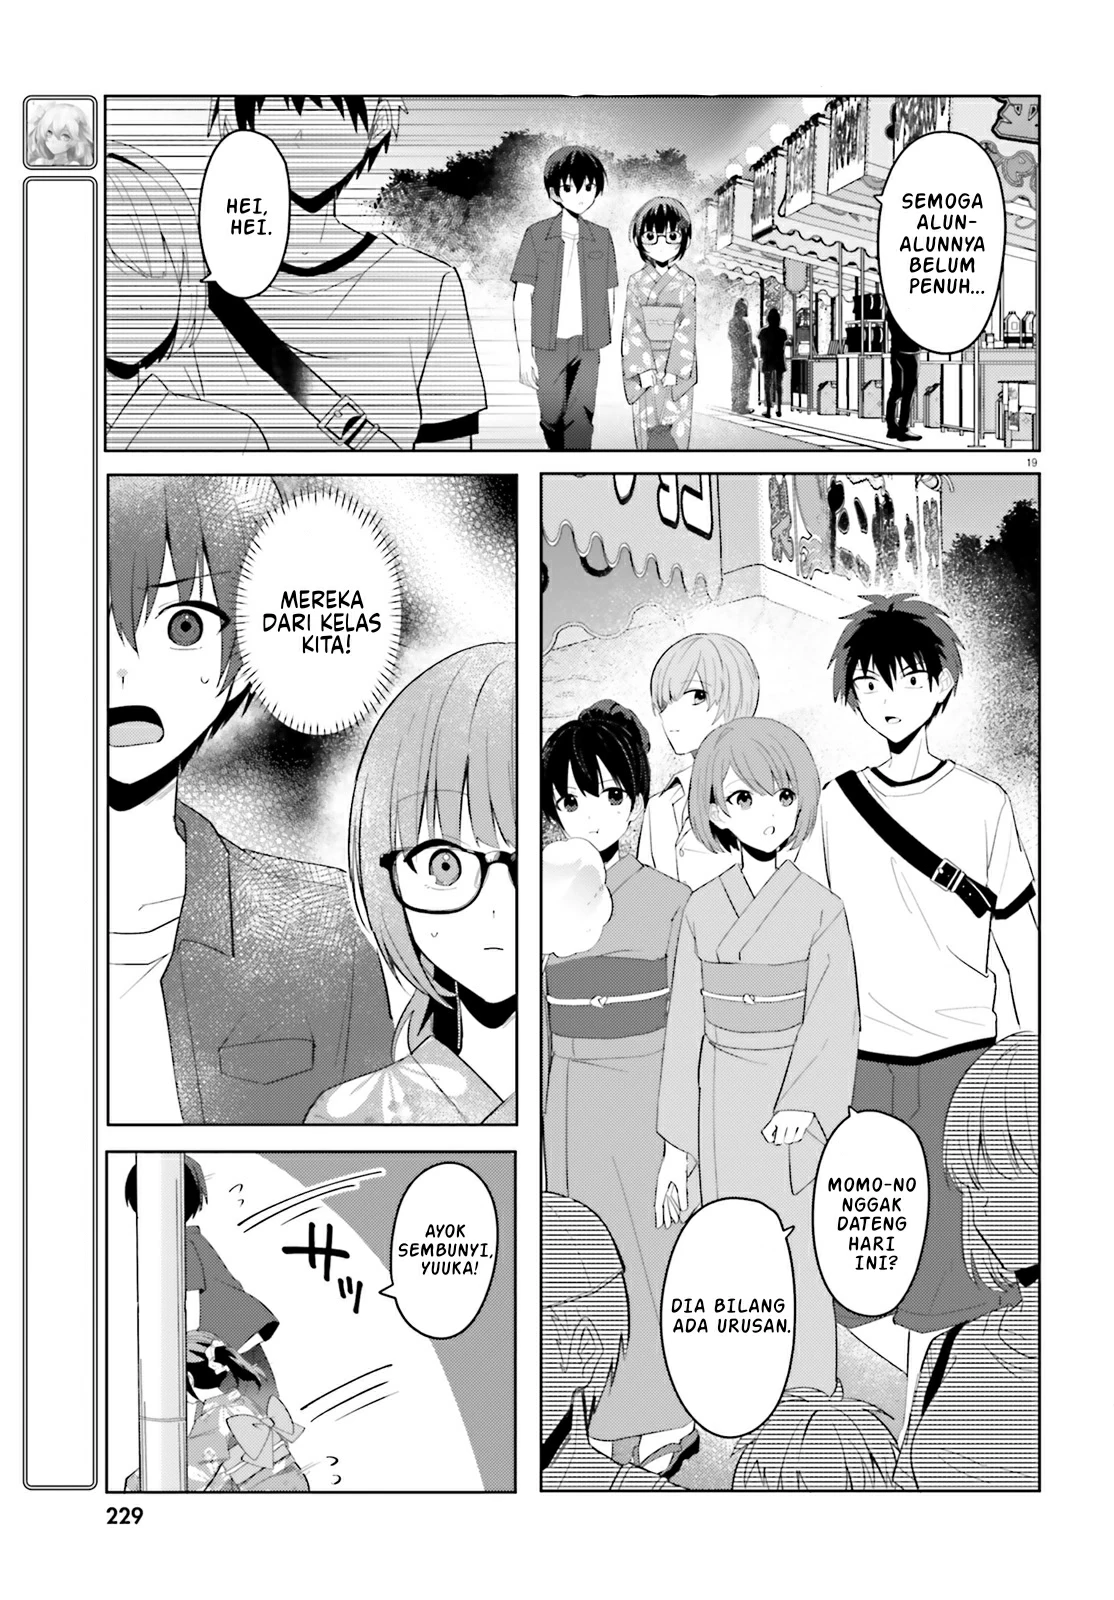 SEMOGA
ALUN-
ALUNNYA
BELUM
PENUH...
HEI,
HEI.
19
MOMO-NO
NGGAK
DATENG
HARI
INI?
DIA BILANG
ADA URUSAN.
MEREKA
DARI KELAS
KITA!
AYOK
SEMBUNYI,
YUUKA!
サッ
229